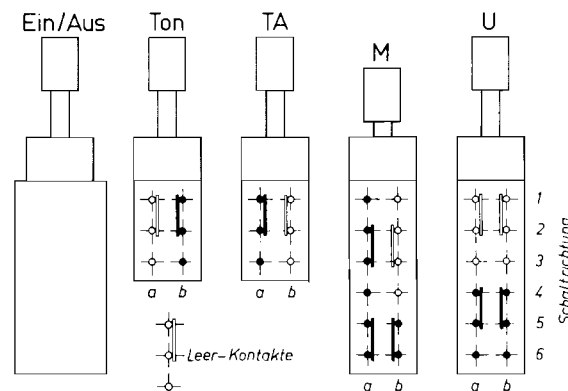 Ein/Aus Ton TA M U
1
2
3
4
5
6
Schaltrichtung
a b a b
Leer-Kontakte
a b a b